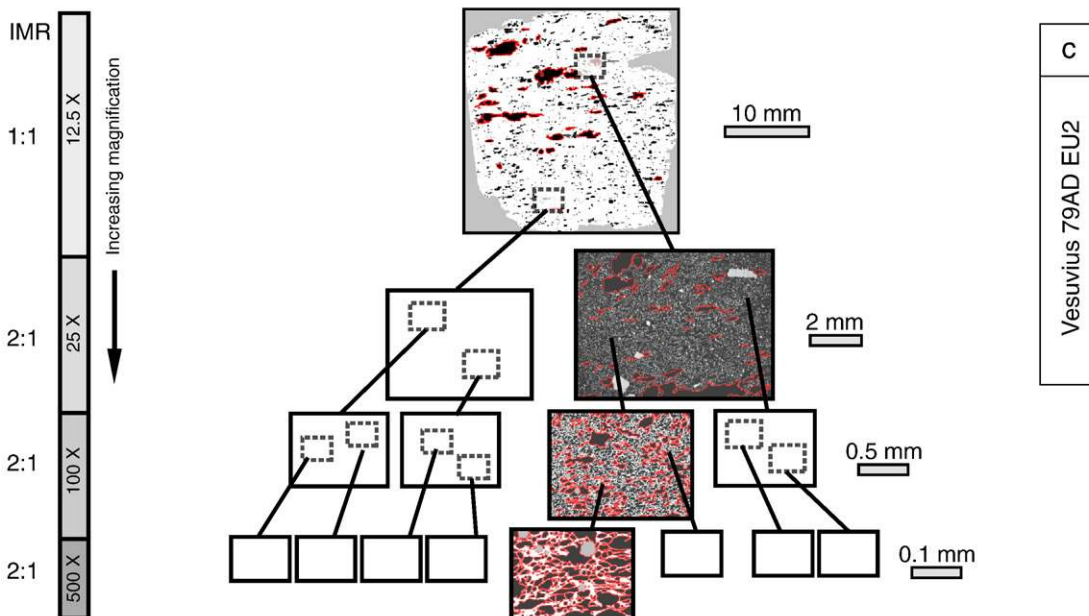 IMR
1:1
2:1
2:1
2:1
12.5 X
25 X
100 X
500 X
Increasing magnification
10 mm
2 mm
0.5 mm
0.1 mm
C
Vesuvius 79AD EU2